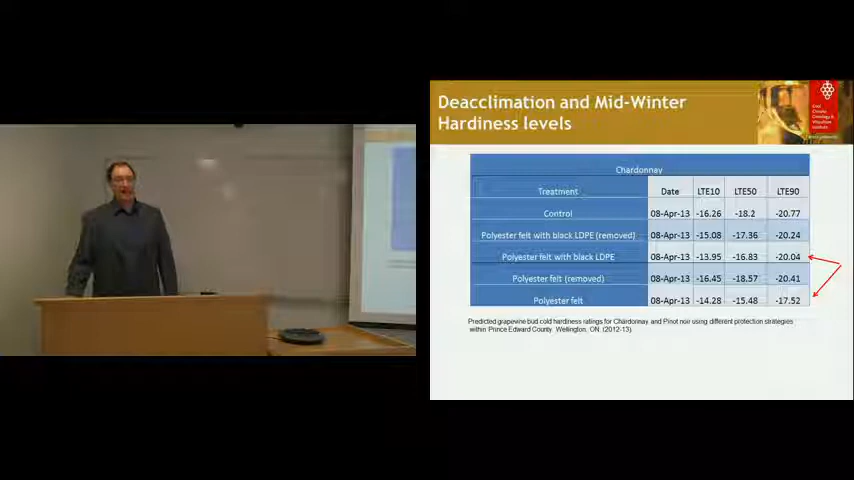 Deacclimation and Mid-Winter
Hardiness levels
Chardonnay
Treatment Date LTE10 LTE50 LTE90
Control 08-Apr-13 -16.26 -18.2 -20.77
Polyester felt with black LDPE (removed) 08-Apr-13 -15.08 -17.36 -20.24
Polyester felt with black LDPE 08-Apr-13 -13.95 -16.83 -20.04
Polyester felt (removed) 08-Apr-13 -16.45 -18.57 -20.41
Polyester felt 08-Apr-13 -14.28 -15.48 -17.52
Predicted grapevine bud cold hardiness ratings for Chardonnay and Pinot noir using different protection strategies
within Prince Edward County. Wellington, ON. (2012-13).